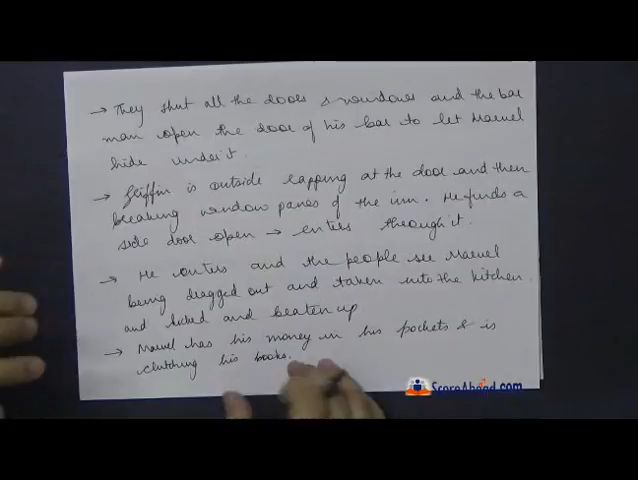 → They shut all the doors & windows and the bar
man open the door of his bar to let Marvel
hide under it.
→ Griffin is outside rapping at the door and then
breaking window panes of the inn. He finds a
side door open → enters through it.
→ He enters and the people see Marvel
being dragged out and taken into the kitchen
and kicked and beaten up
→ Marvel has his money in his pockets & is
clutching his books.
ScoreAhead.com